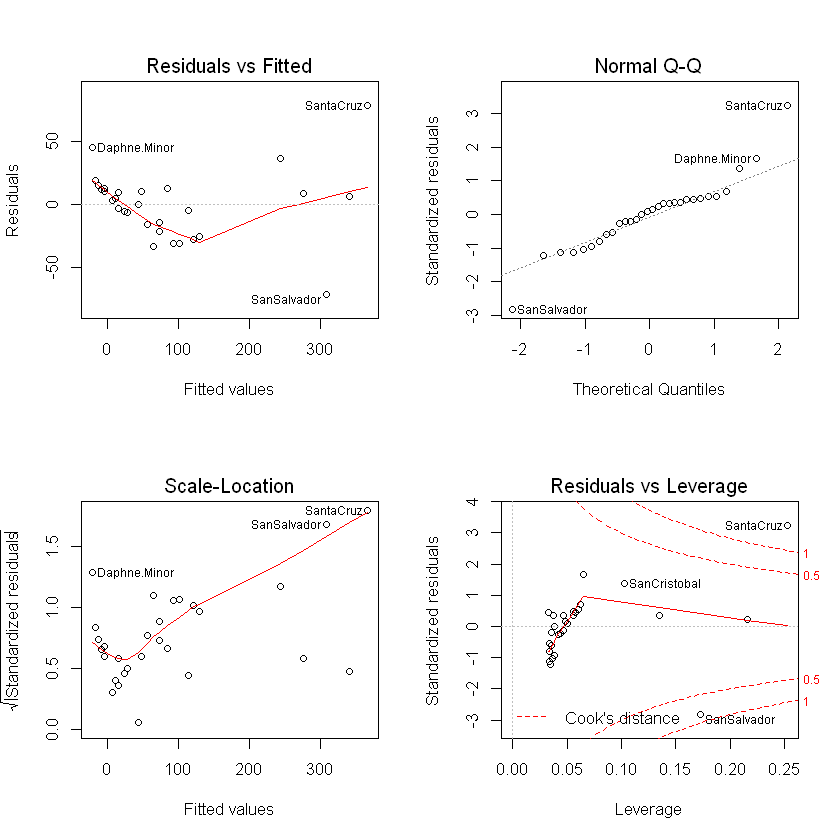 Residuals vs Fitted
Residuals
50
0
-50
SantaCruz
Daphne.Minor
SanSalvador
0 100 200 300
Fitted values
Normal Q-Q
Standardized residuals
3
2
1
0
-1
-2
-3
SantaCruz
Daphne.Minor
SanSalvador
-2 -1 0 1 2
Theoretical Quantiles
Scale-Location
√|Standardized residuals|
1.5
1.0
0.5
0.0
SantaCruz
SanSalvador
Daphne.Minor
0 100 200 300
Fitted values
Residuals vs Leverage
Standardized residuals
4
3
2
1
0
-1
-2
-3
SantaCruz
1
0.5
SanCristobal
0.5
1
Cook's distance
SanSalvador
0.00 0.05 0.10 0.15 0.20 0.25
Leverage